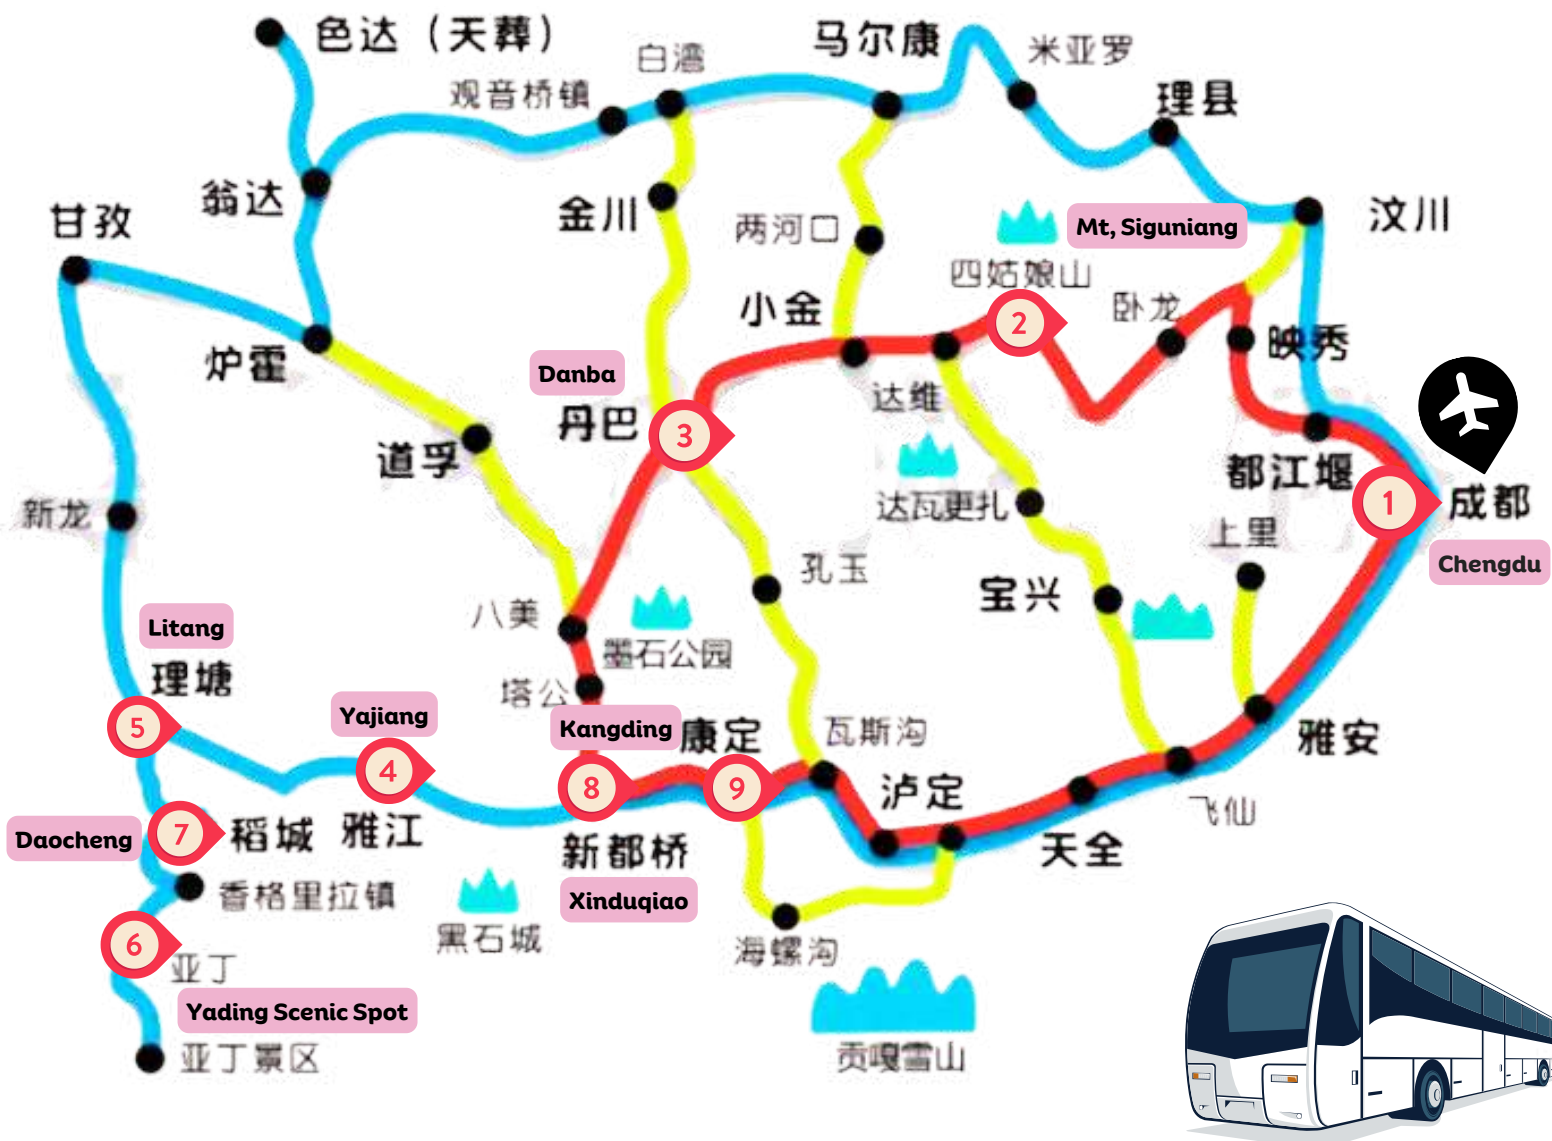 色达（天葬）
马尔康
米亚罗
白湾
观音桥镇
理县
翁达
甘孜
金川
两河口
Mt, Siguniang
汶川
四姑娘山
小金
卧龙
2
映秀
炉霍
Danba
达维
丹巴
3
道孚
都江堰
达瓦更扎
1
成都
新龙
上里
Chengdu
孔玉
宝兴
八美
Litang
墨石公园
理塘
塔公
Yajiang
Kangding
康定
5
瓦斯沟
雅安
4
8
9
泸定
飞仙
Daocheng
7
稻城
雅江
新都桥
天全
香格里拉镇
Xinduqiao
黑石城
6
海螺沟
亚丁
Yading Scenic Spot
亚丁景区
贡嘎雪山